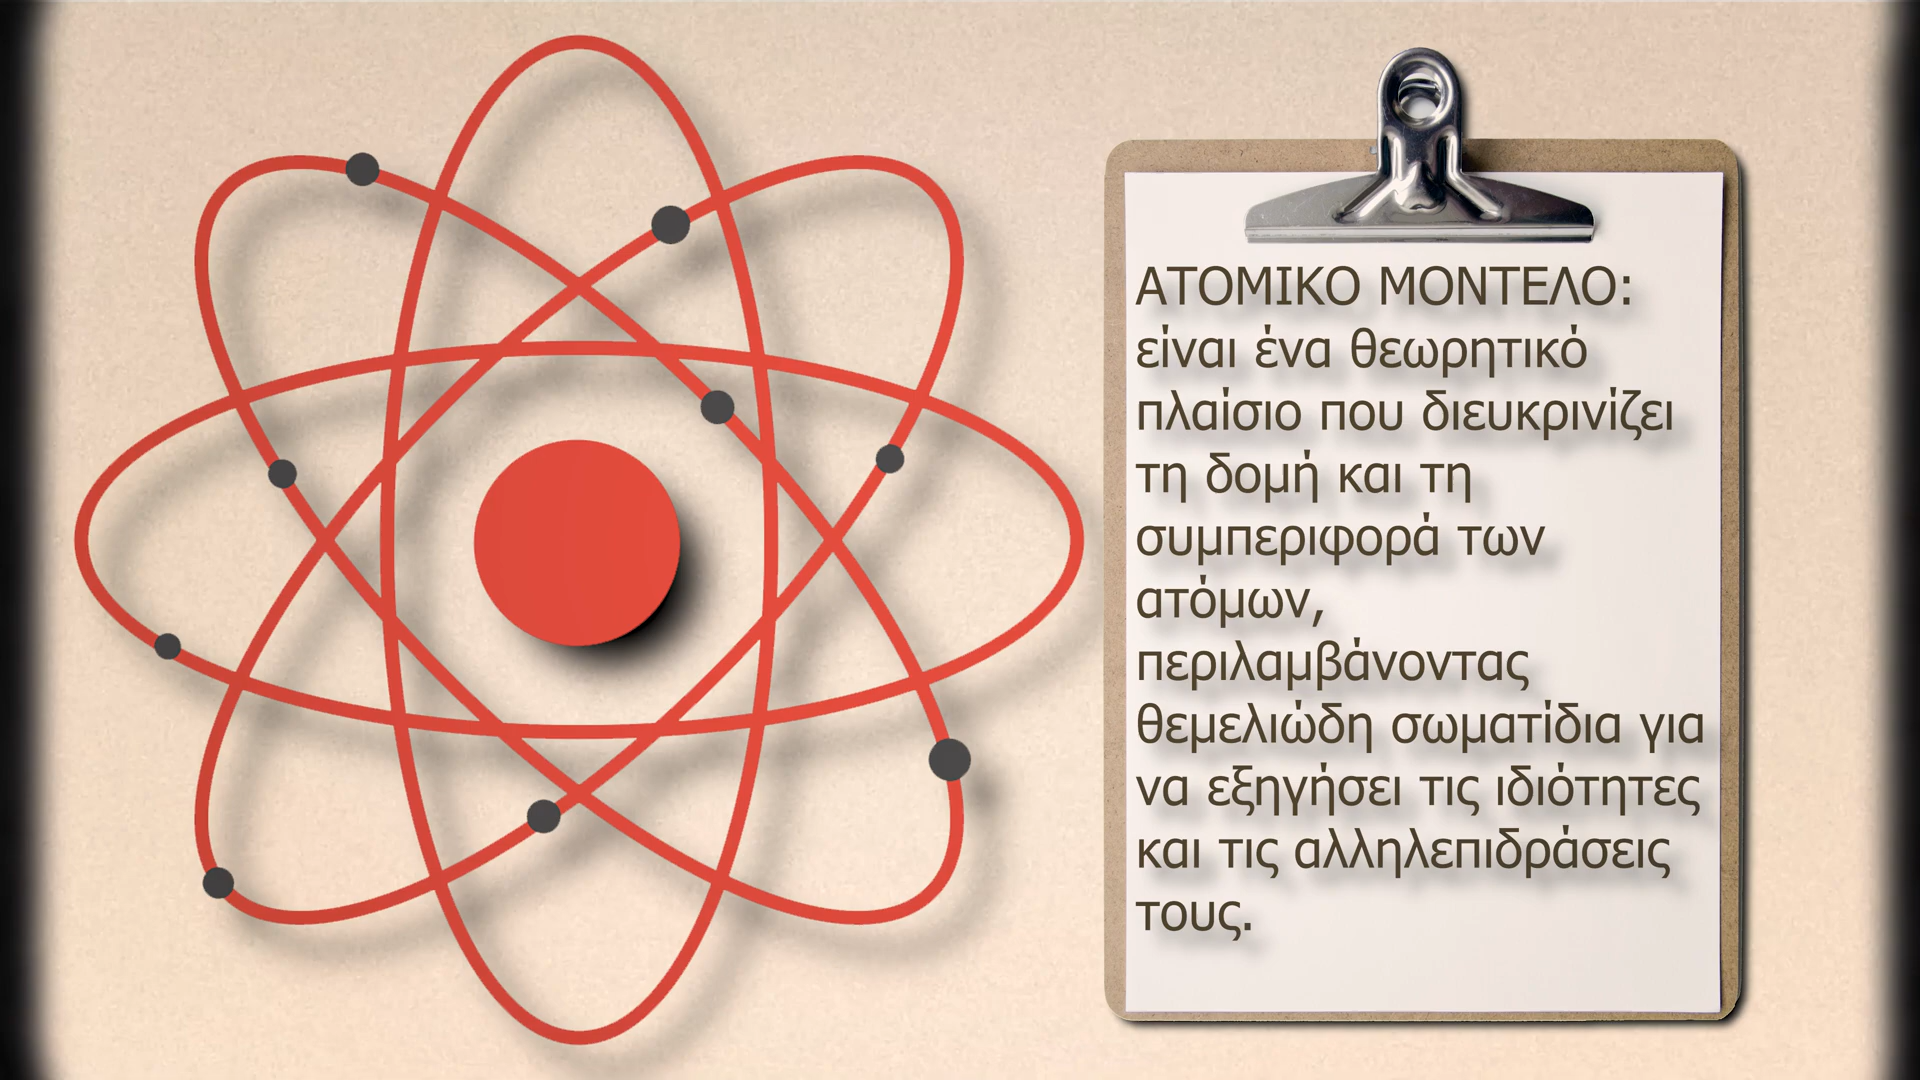 ΑΤΟΜΙΚΟ ΜΟΝΤΕΛΟ:
είναι ένα θεωρητικό
πλαίσιο που διευκρινίζει
τη δομή και τη
συμπεριφορά των
ατόμων,
περιλαμβάνοντας
θεμελιώδη σωματίδια για
να εξηγήσει τις ιδιότητες
και τις αλληλεπιδράσεις
τους.